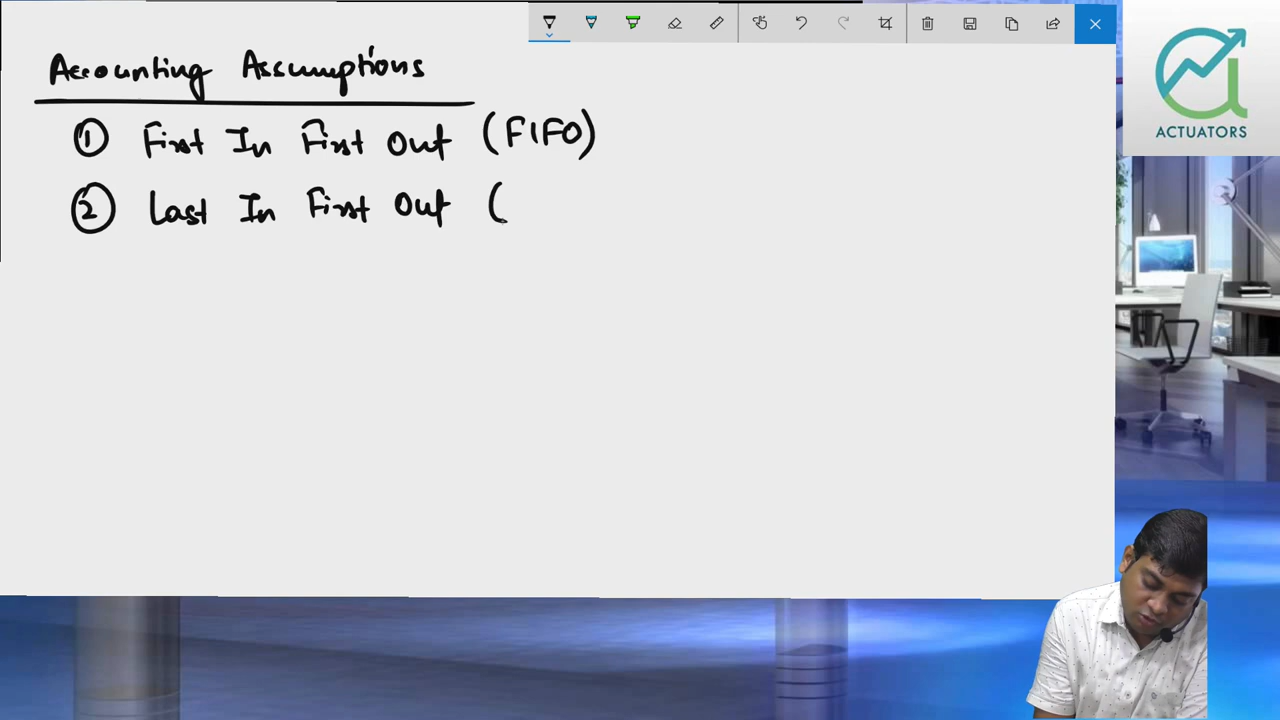 Accounting Assumptions
① First In First Out (FIFO)
② Last In First Out (
ACTUATORS